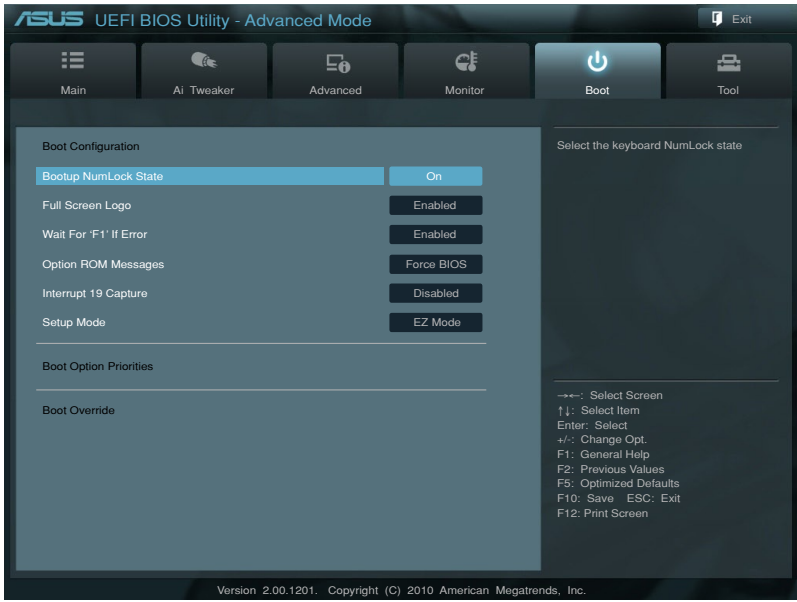 ASUS UEFI BIOS Utility - Advanced Mode
Exit
Main
Ai Tweaker
Advanced
Monitor
Boot
Tool
Boot Configuration
Bootup NumLock State On
Full Screen Logo Enabled
Wait For ‘F1’ If Error Enabled
Option ROM Messages Force BIOS
Interrupt 19 Capture Disabled
Setup Mode EZ Mode
Boot Option Priorities
Boot Override
Select the keyboard NumLock state
→←: Select Screen
↑↓: Select Item
Enter: Select
+/-: Change Opt.
F1: General Help
F2: Previous Values
F5: Optimized Defaults
F10: Save ESC: Exit
F12: Print Screen
Version 2.00.1201. Copyright (C) 2010 American Megatrends, Inc.